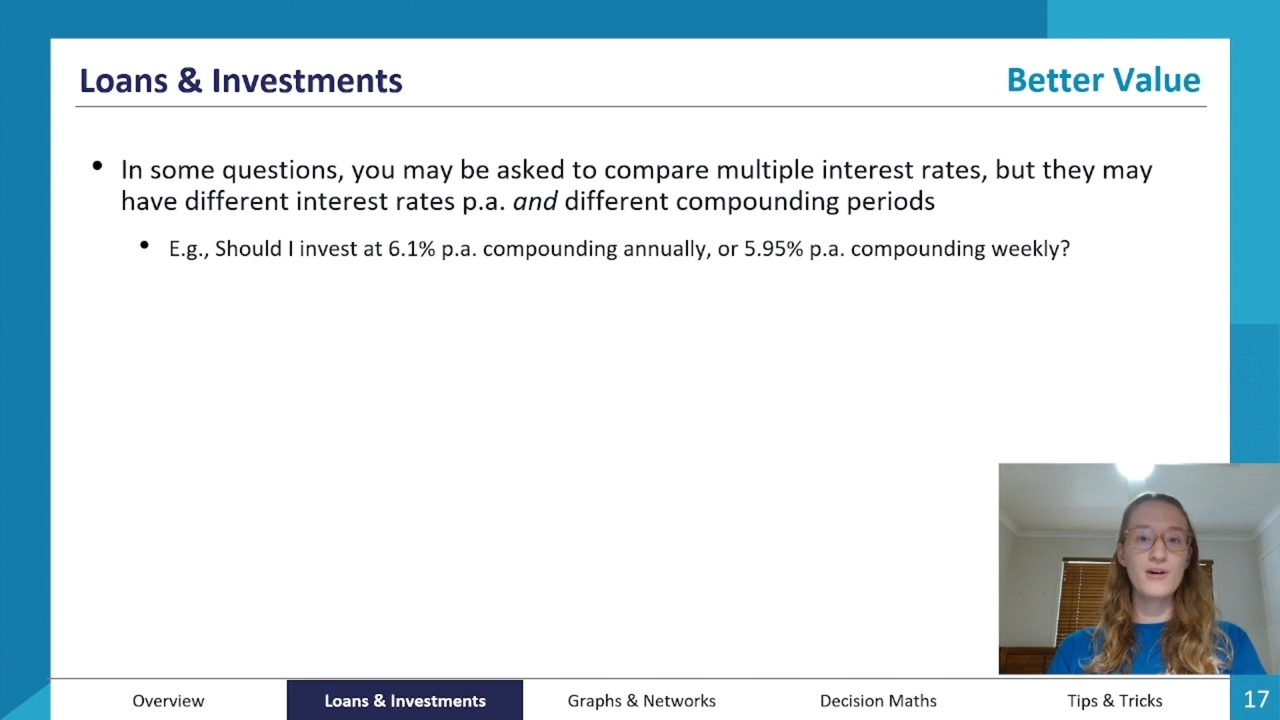 Loans & Investments
Better Value
• In some questions, you may be asked to compare multiple interest rates, but they may
have different interest rates p.a. and different compounding periods
• E.g., Should I invest at 6.1% p.a. compounding annually, or 5.95% p.a. compounding weekly?
Overview
Loans & Investments
Graphs & Networks
Decision Maths
Tips & Tricks
17